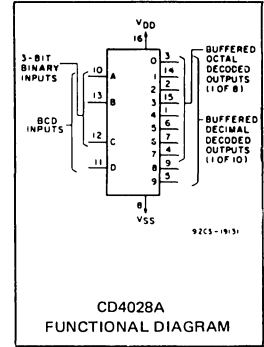 VDD
16
3-BIT
BINARY
INPUTS
BCD
INPUTS
10 A
13 B
12 C
11 D
0 3
1 14
2 2
3 15
4 1
5 6
6 7
7 4
8 9
9 5
BUFFERED
OCTAL
DECODED
OUTPUTS
(1 OF 8)
BUFFERED
DECIMAL
DECODED
OUTPUTS
(1 OF 10)
8
VSS
92CS-19131
CD4028A
FUNCTIONAL DIAGRAM